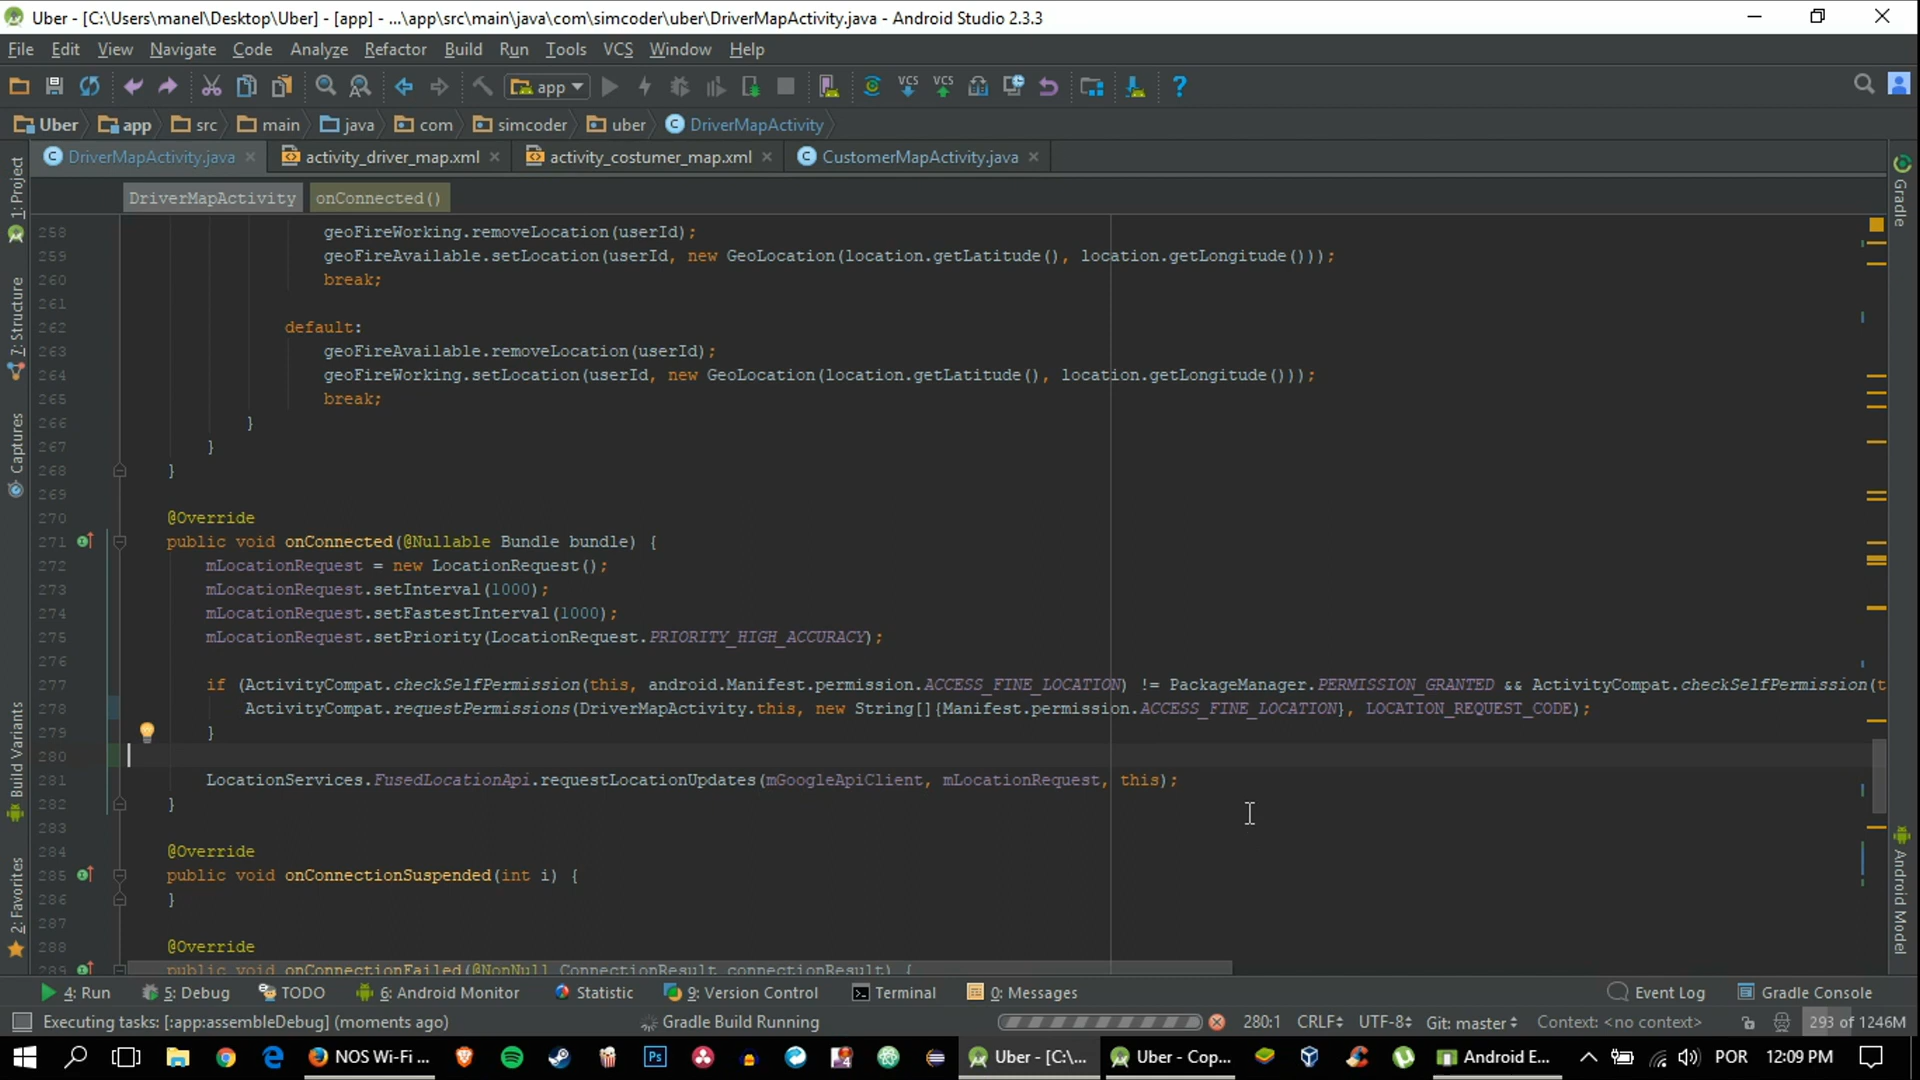 Uber - [C:\Users\manel\Desktop\Uber] - [app] - ...\app\src\main\java\com\simcoder\uber\DriverMapActivity.java - Android Studio 2.3.3
File Edit View Navigate Code Analyze Refactor Build Run Tools VCS Window Help
app VCS VCS ?
Uber app src main java com simcoder uber DriverMapActivity
DriverMapActivity.java activity_driver_map.xml activity_costumer_map.xml CustomerMapActivity.java
DriverMapActivity onConnected()
1: Project
7: Structure
Captures
Build Variants
2: Favorites
Gradle
Android Model
258 geoFireWorking.removeLocation(userId);
259 geoFireAvailable.setLocation(userId, new GeoLocation(location.getLatitude(), location.getLongitude()));
260 break;
261
262 default:
263 geoFireAvailable.removeLocation(userId);
264 geoFireWorking.setLocation(userId, new GeoLocation(location.getLatitude(), location.getLongitude()));
265 break;
266 }
267 }
268 }
269
270 @Override
271 public void onConnected(@Nullable Bundle bundle) {
272 mLocationRequest = new LocationRequest();
273 mLocationRequest.setInterval(1000);
274 mLocationRequest.setFastestInterval(1000);
275 mLocationRequest.setPriority(LocationRequest.PRIORITY_HIGH_ACCURACY);
276
277 if (ActivityCompat.checkSelfPermission(this, android.Manifest.permission.ACCESS_FINE_LOCATION) != PackageManager.PERMISSION_GRANTED && ActivityCompat.checkSelfPermission(t
278 ActivityCompat.requestPermissions(DriverMapActivity.this, new String[]{Manifest.permission.ACCESS_FINE_LOCATION}, LOCATION_REQUEST_CODE);
279 }
280
281 LocationServices.FusedLocationApi.requestLocationUpdates(mGoogleApiClient, mLocationRequest, this);
282 }
283
284 @Override
285 public void onConnectionSuspended(int i) {
286 }
287
288 @Override
289 public void onConnectionFailed(@NonNull ConnectionResult connectionResult) {
4: Run 5: Debug TODO 6: Android Monitor Statistic 9: Version Control Terminal 0: Messages Event Log Gradle Console
Executing tasks: [:app:assembleDebug] (moments ago) Gradle Build Running 280:1 CRLF UTF-8 Git: master Context: <no context> 293 of 1246M
NOS Wi-Fi ... Ps Uber - [C:\... Uber - Cop... Android E... POR 12:09 PM